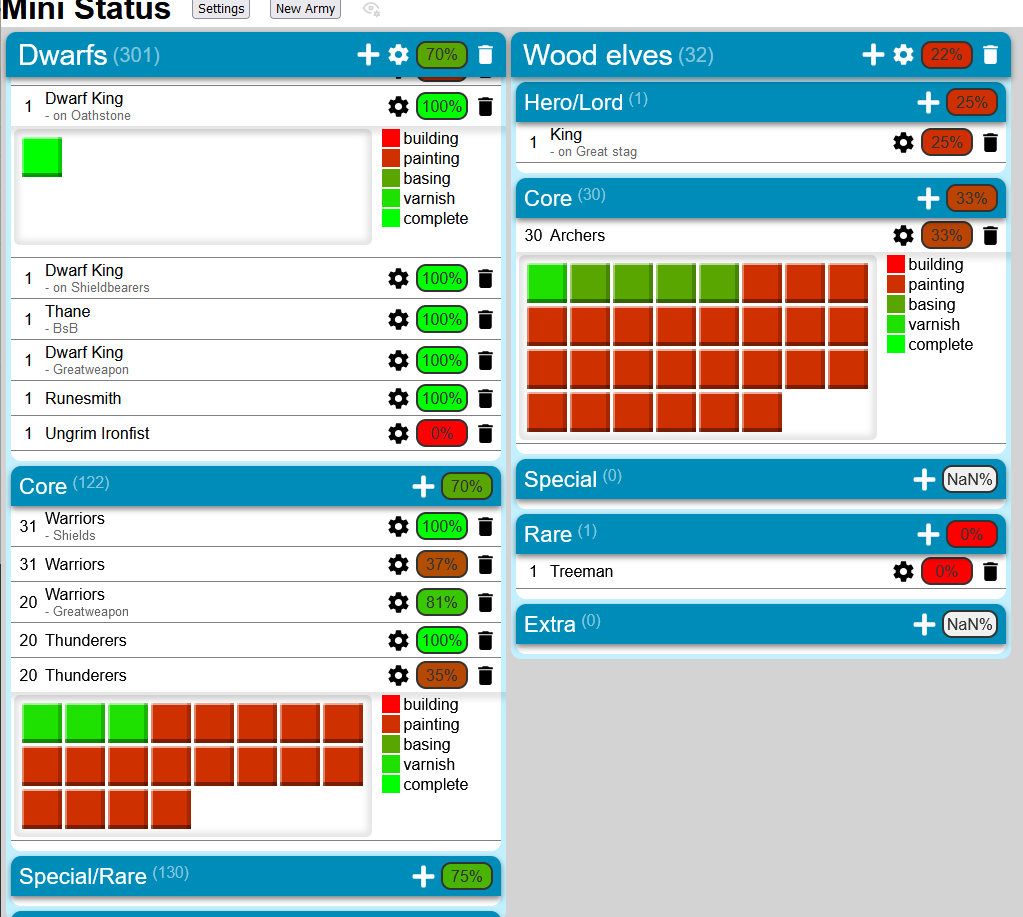 Mini Status
Settings
New Army
Dwarfs (301)
70%
1 Dwarf King
- on Oathstone
100%
building
painting
basing
varnish
complete
1 Dwarf King
- on Shieldbearers
100%
1 Thane
- BsB
100%
1 Dwarf King
- Greatweapon
100%
1 Runesmith
100%
1 Ungrim Ironfist
0%
Core (122)
70%
31 Warriors
- Shields
100%
31 Warriors
37%
20 Warriors
- Greatweapon
81%
20 Thunderers
100%
20 Thunderers
35%
building
painting
basing
varnish
complete
Special/Rare (130)
75%
Wood elves (32)
22%
Hero/Lord (1)
25%
1 King
- on Great stag
25%
Core (30)
33%
30 Archers
33%
building
painting
basing
varnish
complete
Special (0)
NaN%
Rare (1)
0%
1 Treeman
0%
Extra (0)
NaN%